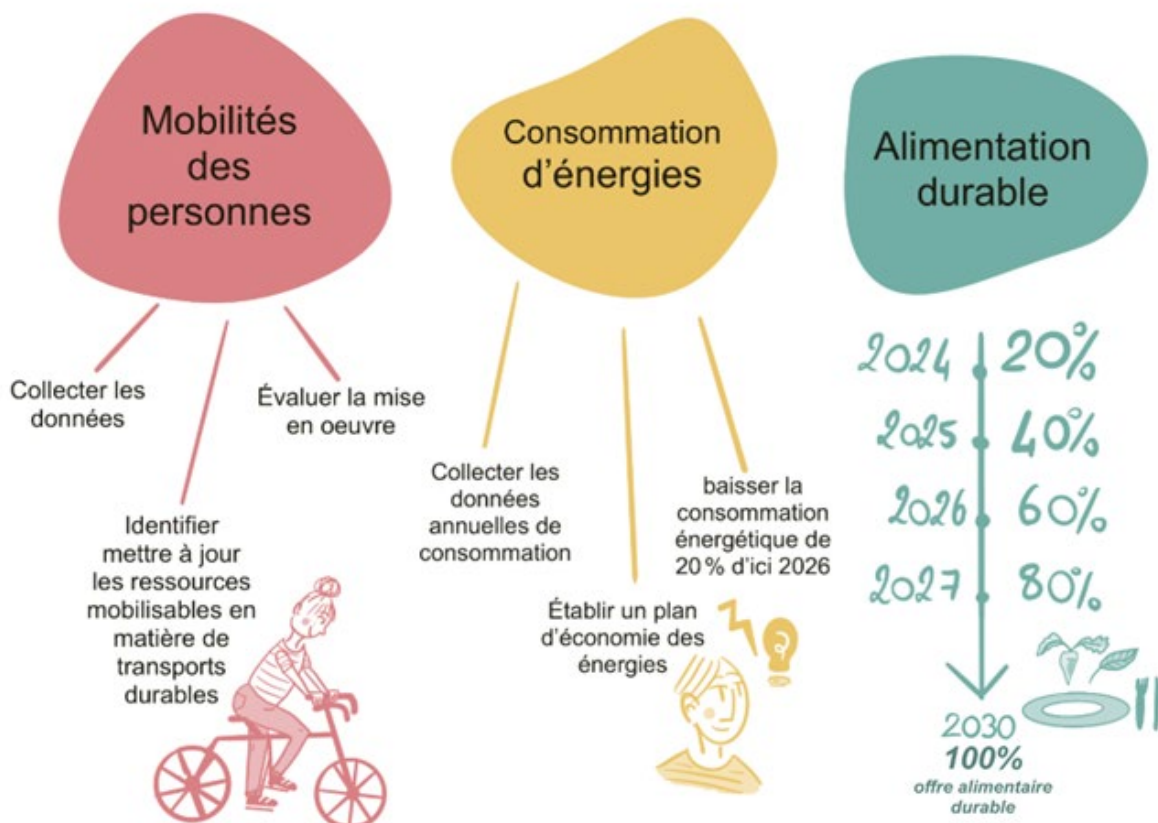 Mobilités
des
personnes
Collecter les
données
Identifier
mettre à jour
les ressources
mobilisables en
matière de
transports
durables
Évaluer la mise
en oeuvre
Consommation
d'énergies
Collecter les
données
annuelles de
consommation
Établir un plan
d'économie des
énergies
baisser la
consommation
énergétique de
20 % d'ici 2026
Alimentation
durable
2024 20%
2025 40%
2026 60%
2027 80%
2030
100%
offre alimentaire
durable